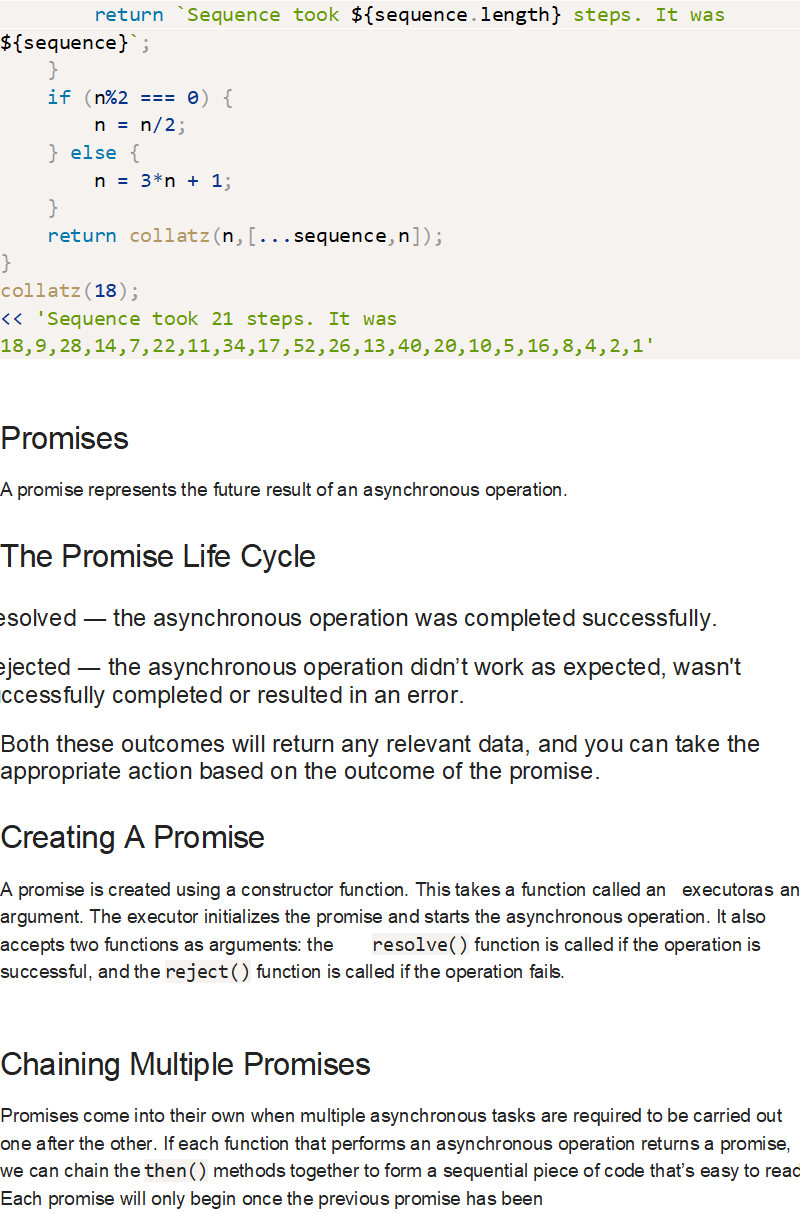 return `Sequence took ${sequence.length} steps. It was
${sequence}`;
}
if (n%2 === 0) {
n = n/2;
} else {
n = 3*n + 1;
}
return collatz(n,[...sequence,n]);
}
collatz(18);
<< 'Sequence took 21 steps. It was
18,9,28,14,7,22,11,34,17,52,26,13,40,20,10,5,16,8,4,2,1'
Promises
A promise represents the future result of an asynchronous operation.
The Promise Life Cycle
esolved — the asynchronous operation was completed successfully.
ejected — the asynchronous operation didn’t work as expected, wasn't
ccessfully completed or resulted in an error.
Both these outcomes will return any relevant data, and you can take the
appropriate action based on the outcome of the promise.
Creating A Promise
A promise is created using a constructor function. This takes a function called an executoras an
argument. The executor initializes the promise and starts the asynchronous operation. It also
accepts two functions as arguments: the resolve() function is called if the operation is
successful, and the reject() function is called if the operation fails.
Chaining Multiple Promises
Promises come into their own when multiple asynchronous tasks are required to be carried out
one after the other. If each function that performs an asynchronous operation returns a promise,
we can chain the then() methods together to form a sequential piece of code that’s easy to read
Each promise will only begin once the previous promise has been